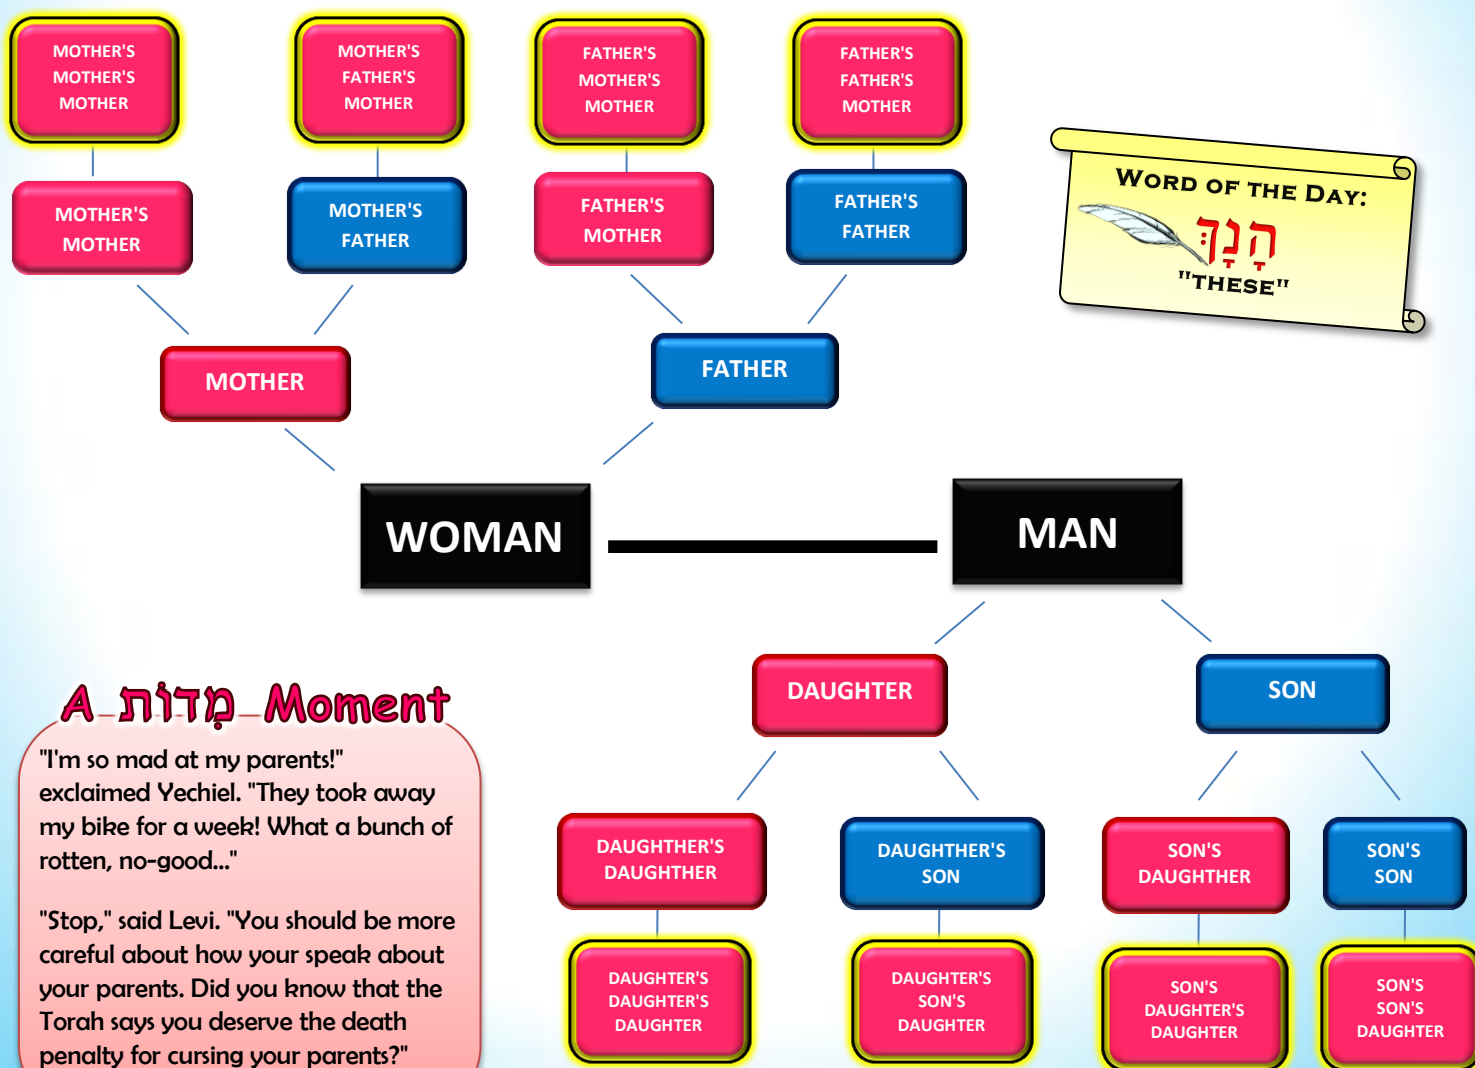 MOTHER'S
MOTHER'S
MOTHER
MOTHER'S
FATHER'S
MOTHER
FATHER'S
MOTHER'S
MOTHER
FATHER'S
FATHER'S
MOTHER
MOTHER'S
MOTHER
MOTHER'S
FATHER
FATHER'S
MOTHER
FATHER'S
FATHER
WORD OF THE DAY:
הָנָךְ
"THESE"
MOTHER
FATHER
WOMAN
MAN
DAUGHTER
SON
DAUGHTHER'S
DAUGHTHER
DAUGHTHER'S
SON
SON'S
DAUGHTHER
SON'S
SON
DAUGHTER'S
DAUGHTER'S
DAUGHTER
DAUGHTER'S
SON'S
DAUGHTER
SON'S
DAUGHTER'S
DAUGHTER
SON'S
SON'S
DAUGHTER
A מִדוֹת Moment
"I'm so mad at my parents!"
exclaimed Yechiel. "They took away
my bike for a week! What a bunch of
rotten, no-good..."
"Stop," said Levi. "You should be more
careful about how your speak about
your parents. Did you know that the
Torah says you deserve the death
penalty for cursing your parents?"